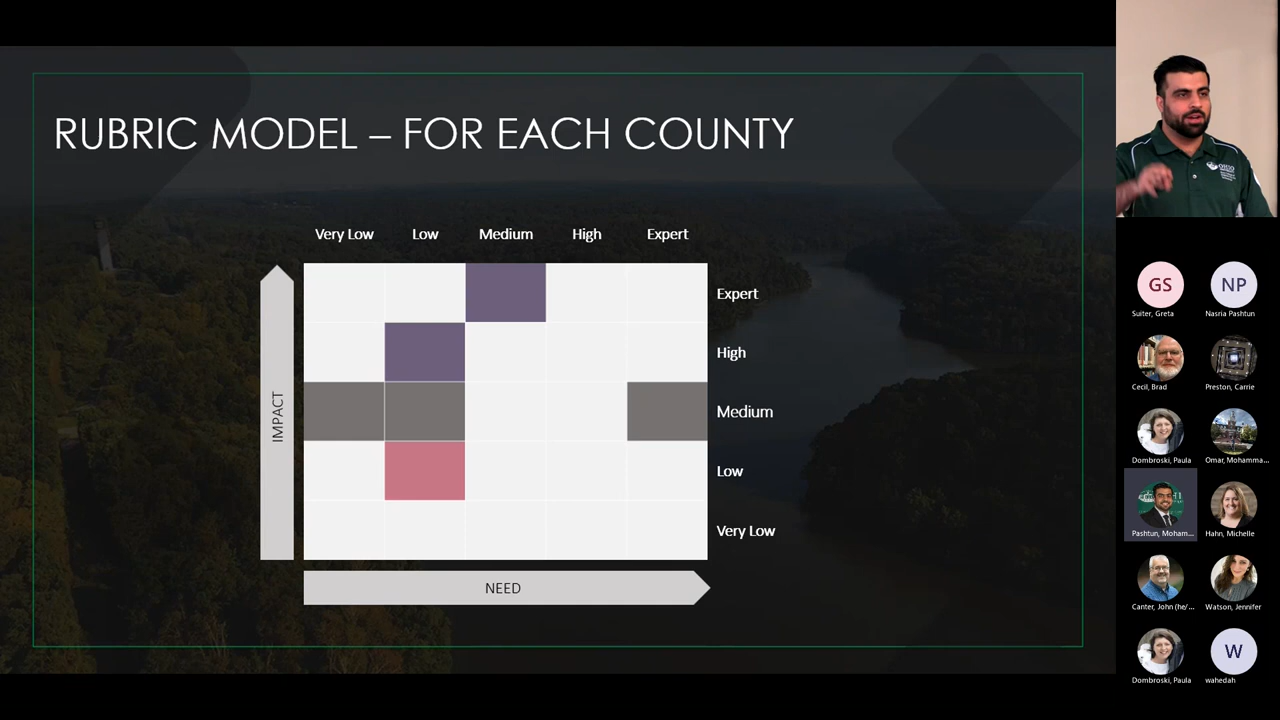 RUBRIC MODEL – FOR EACH COUNTY
Very Low Low Medium High Expert
Expert
High
Medium
Low
Very Low
IMPACT
NEED
OHIO
GS NP
Suiter, Greta Nasria Pashtun
Cecil, Brad Preston, Carrie
Dombroski, Paula Omar, Mohamma...
Pashtun, Moham... Hahn, Michelle
Canter, John (he/... Watson, Jennifer
W
Dombroski, Paula wahedah